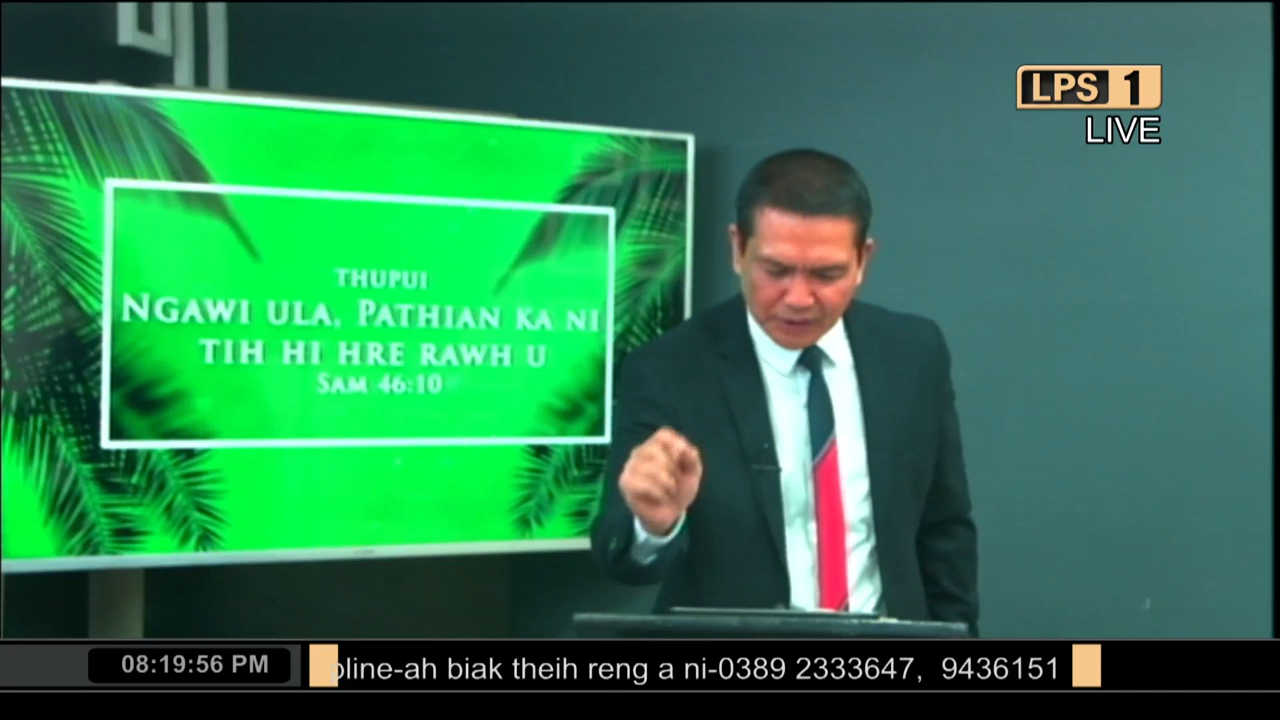 LPS 1
LIVE
THUPUI
NGAWI ULA, PATHIAN KA NI
TIH HI HRE RAWH U
SAM 46:10
08:19:56 PM
pline-ah biak theih reng a ni-0389 2333647, 9436151